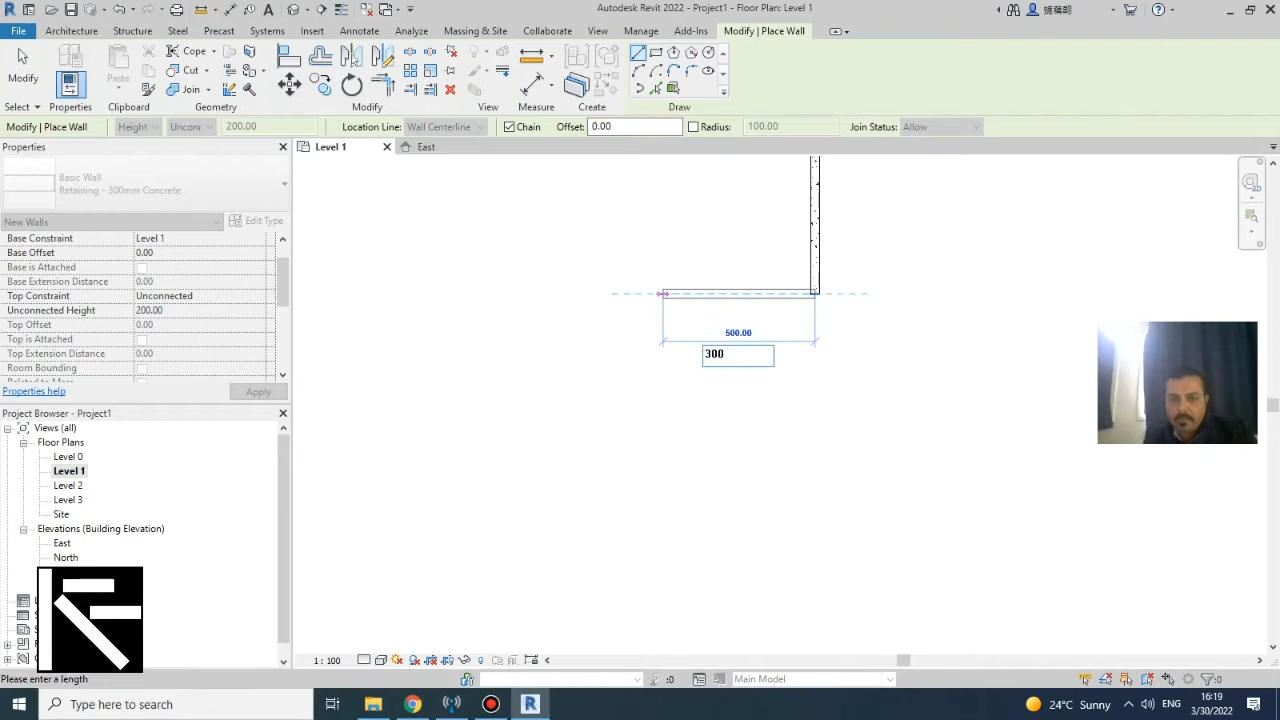 Autodesk Revit 2022 - Project1 - Floor Plan: Level 1
File Architecture Structure Steel Precast Systems Insert Annotate Analyze Massing & Site Collaborate View Manage Add-Ins Modify | Place Wall
Modify
Paste
Cope
Cut
Join
Select Properties Clipboard Geometry Modify View Measure Create Draw
Modify | Place Wall Height Unconn 200.00 Location Line: Wall Centerline Chain Offset: 0.00 Radius: 100.00 Join Status: Allow
Properties
Level 1
East
Basic Wall
Retaining - 300mm Concrete
New Walls
Edit Type
Base Constraint Level 1
Base Offset 0.00
Base is Attached
Base Extension Distance 0.00
Top Constraint Unconnected
Unconnected Height 200.00
Top Offset 0.00
Top is Attached
Top Extension Distance 0.00
Room Bounding
Properties help
Apply
500.00
300
2D
Project Browser - Project1
Views (all)
Floor Plans
Level 0
Level 1
Level 2
Level 3
Site
Elevations (Building Elevation)
East
North
1 : 100
Please enter a length
:0
Main Model
:0
Type here to search
24°C Sunny
ENG
16:19
3/30/2022